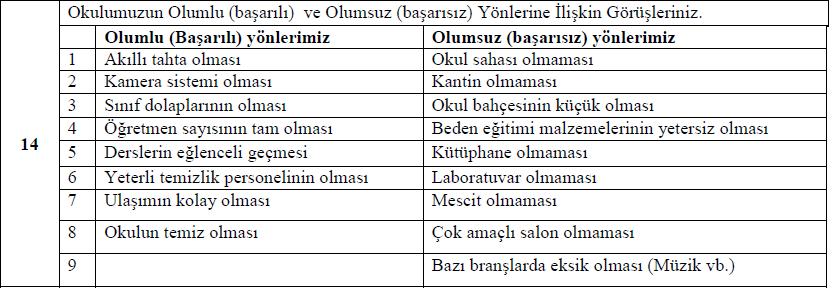 Okulumuzun Olumlu (başarılı) ve Olumsuz (başarısız) Yönlerine İlişkin Görüşleriniz.
Olumlu (Başarılı) yönlerimiz Olumsuz (başarısız) yönlerimiz
1 Akıllı tahta olması Okul sahası olmaması
2 Kamera sistemi olması Kantin olmaması
3 Sınıf dolaplarının olması Okul bahçesinin küçük olması
14 4 Öğretmen sayısının tam olması Beden eğitimi malzemelerinin yetersiz olması
5 Derslerin eğlenceli geçmesi Kütüphane olmaması
6 Yeterli temizlik personelinin olması Laboratuvar olmaması
7 Ulaşımın kolay olması Mescit olmaması
8 Okulun temiz olması Çok amaçlı salon olmaması
9 Bazı branşlarda eksik olması (Müzik vb.)